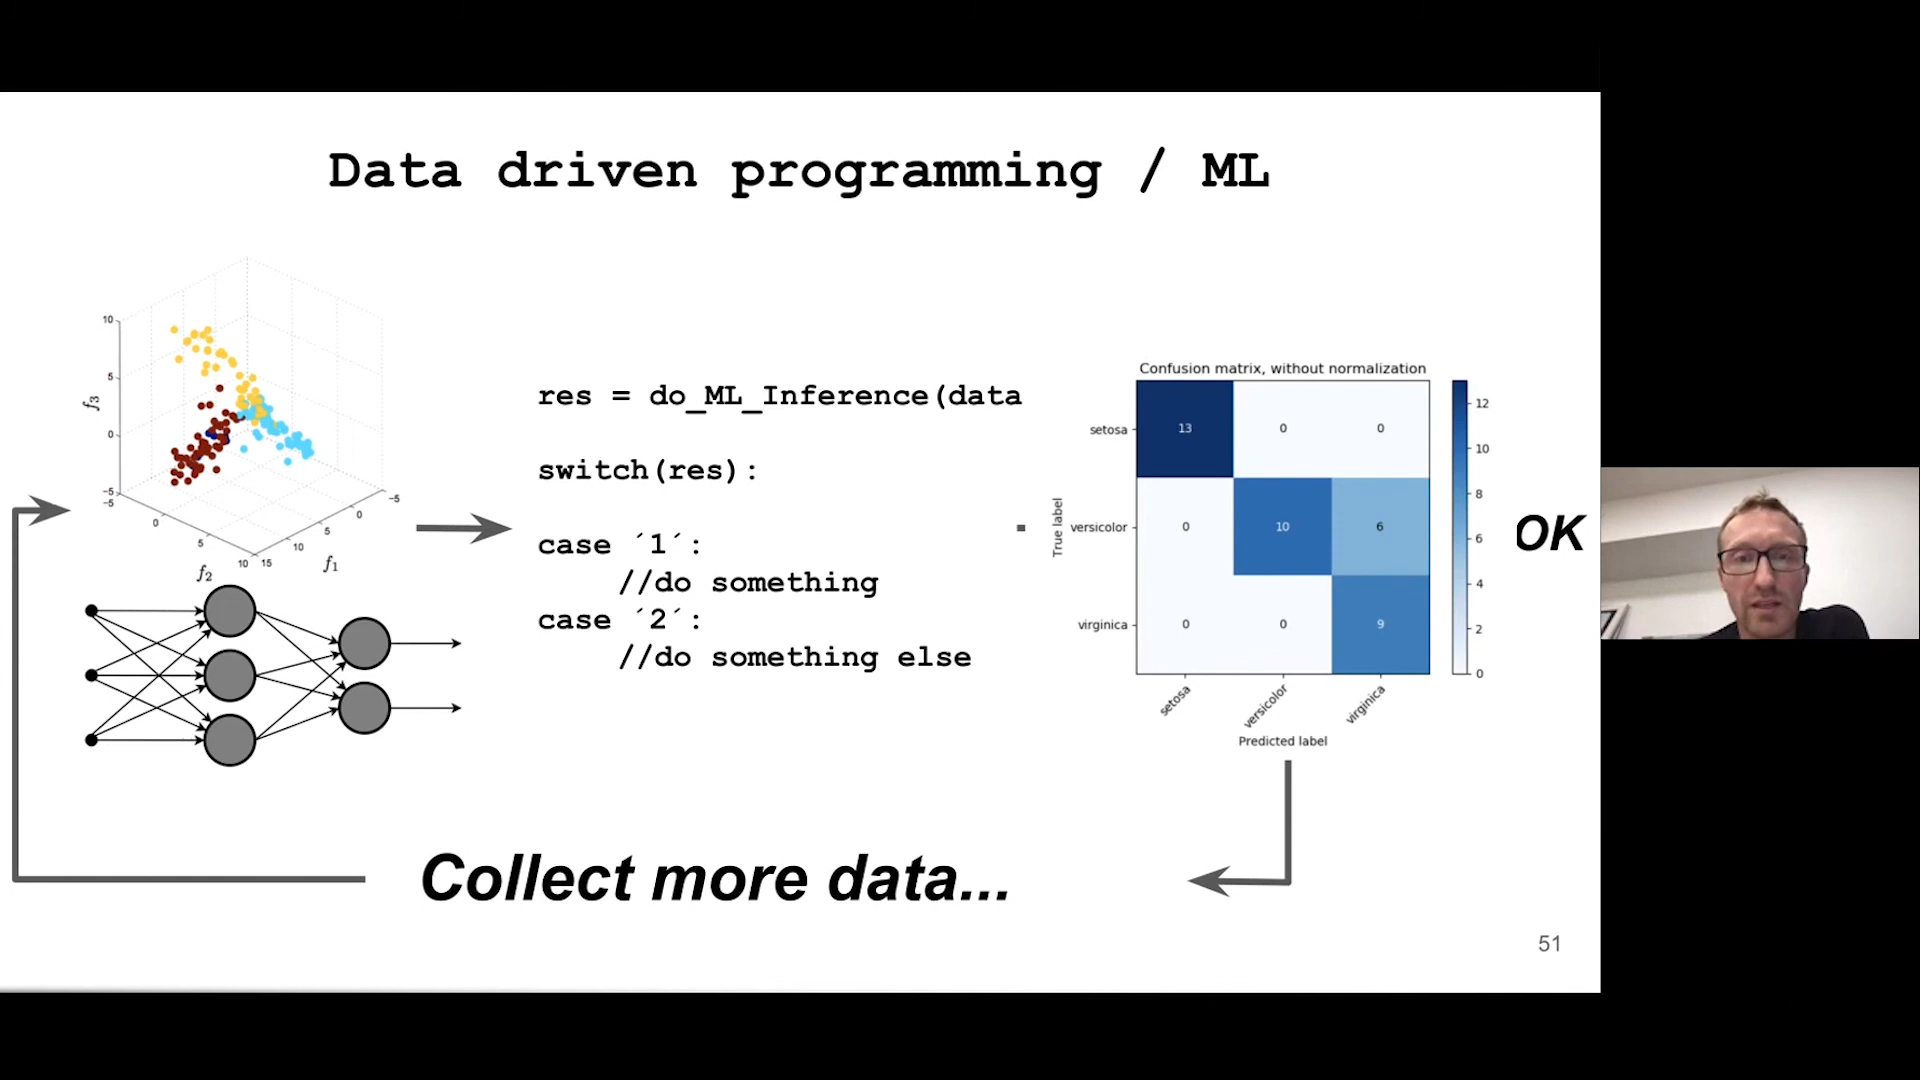 Data driven programming / ML
10
5
0
-5
f3
-5
0
5
10
f2
15
10
5
0
-5
f1
res = do_ML_Inference(data
switch(res):
case ´1´:
//do something
case ´2´:
//do something else
Confusion matrix, without normalization
True label
setosa
13 0 0
versicolor
0 10 6
virginica
0 0 9
setosa
versicolor
virginica
Predicted label
12
10
8
6
4
2
0
OK
Collect more data...
51